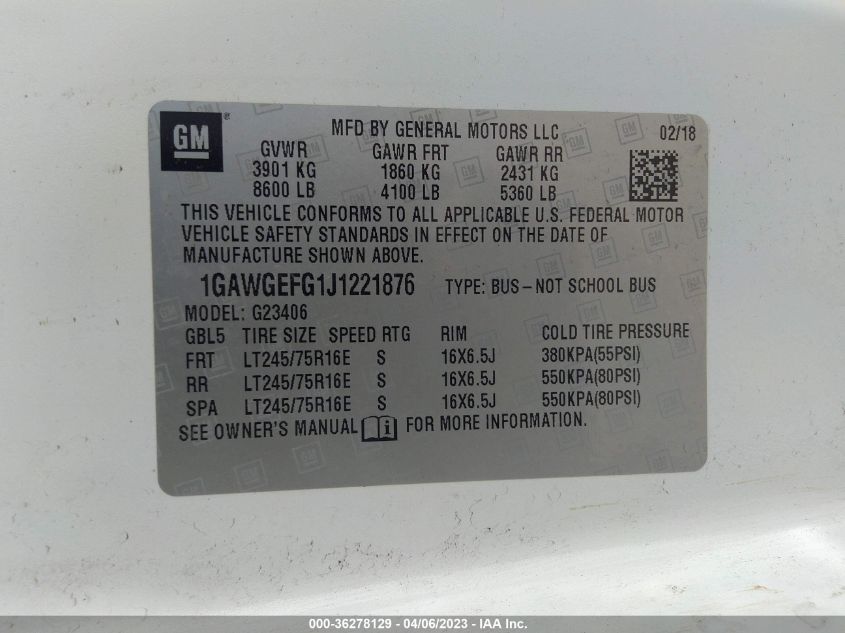 GM ® MFD BY GENERAL MOTORS LLC 02/18
GVWR GAWR FRT GAWR RR
3901 KG 1860 KG 2431 KG
8600 LB 4100 LB 5360 LB
THIS VEHICLE CONFORMS TO ALL APPLICABLE U.S. FEDERAL MOTOR
VEHICLE SAFETY STANDARDS IN EFFECT ON THE DATE OF
MANUFACTURE SHOWN ABOVE.
1GAWGEFG1J1221876 TYPE: BUS-NOT SCHOOL BUS
MODEL: G23406
GBL5 TIRE SIZE SPEED RTG RIM COLD TIRE PRESSURE
FRT LT245/75R16E S 16X6.5J 380KPA(55PSI)
RR LT245/75R16E S 16X6.5J 550KPA(80PSI)
SPA LT245/75R16E S 16X6.5J 550KPA(80PSI)
SEE OWNER'S MANUAL FOR MORE INFORMATION.
000-36278129 - 04/06/2023 - IAA Inc.